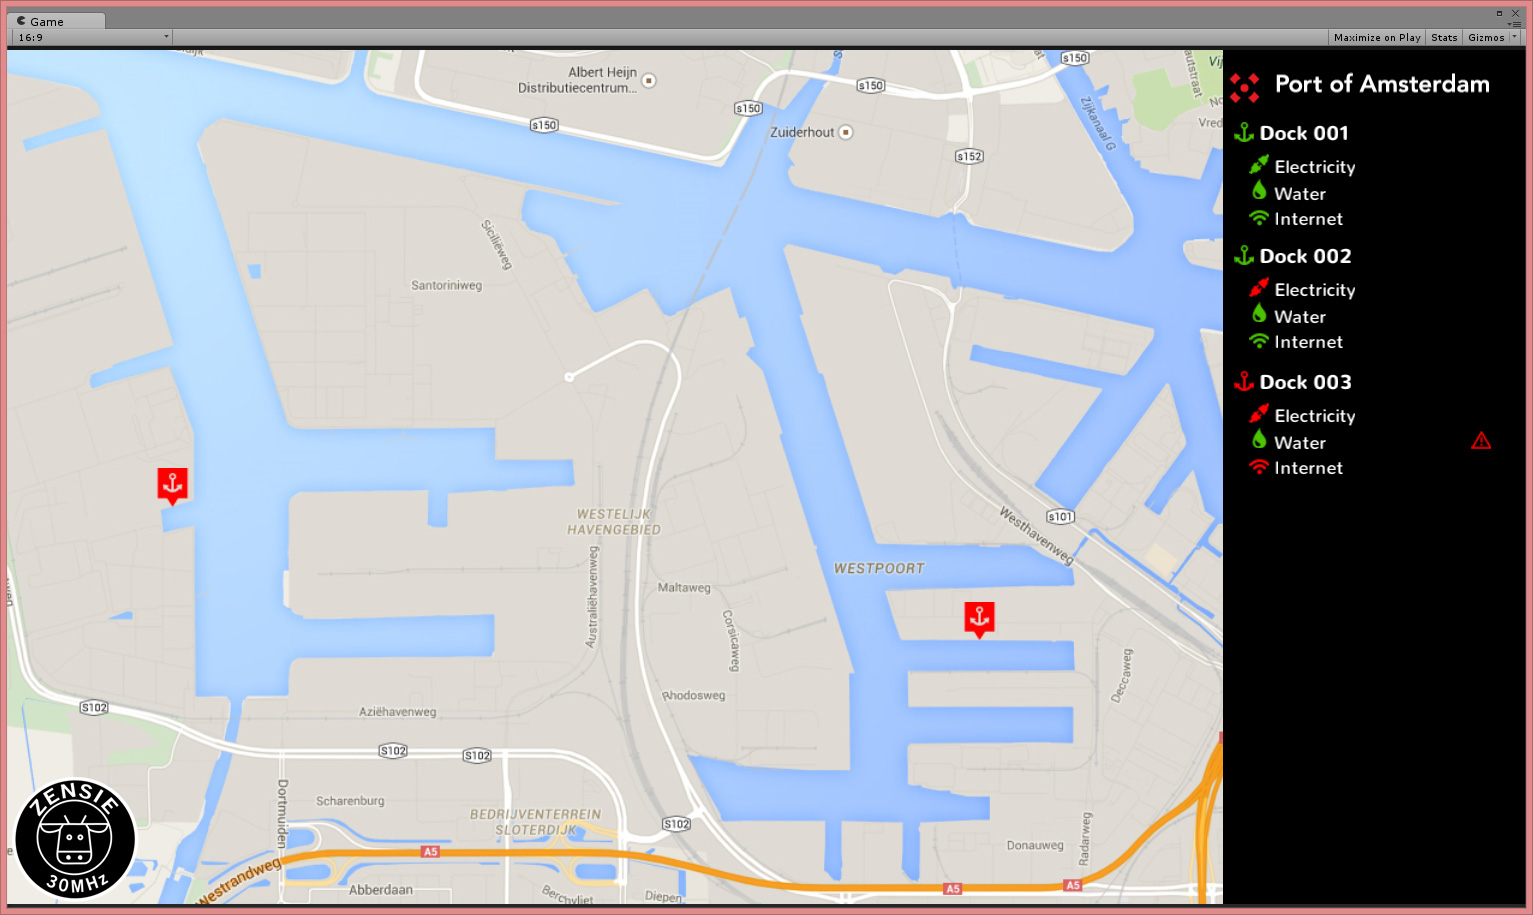 Game
16:9
Maximize on Play Stats Gizmos
Albert Heijn
Distributiecentrum...
s150
s150
s150
s150
Zuiderhout
s152
Zijkanaal G
Siciliëweg
Santoriniweg
WESTELIJK
HAVENGEBIED
Australiëhavenweg
Maltaweg
Corsicaweg
Rhodosweg
WESTPOORT
s101
Westhavenweg
Deccaweg
Aziëhavenweg
S102
S102
S102
S102
Dortmuiden
Scharenburg
BEDRIJVENTERREIN
SLOTERDIJK
Westrandweg
A5
A5
A5
Abberdaan
Diepen
Donauweg
Radarweg
ZENSIE
30MHz
Port of Amsterdam
Dock 001
Electricity
Water
Internet
Dock 002
Electricity
Water
Internet
Dock 003
Electricity
Water
Internet